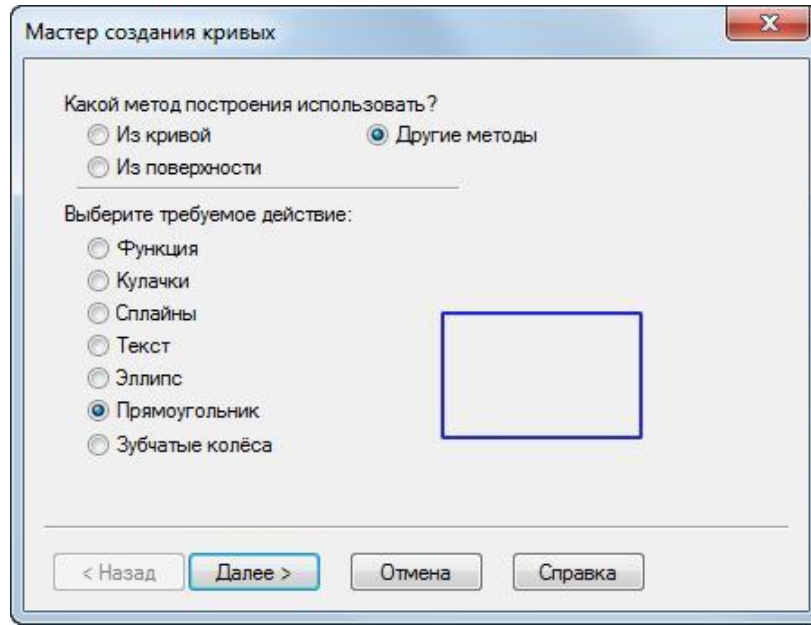 Мастер создания кривых
Какой метод построения использовать?
Из кривой
Другие методы
Из поверхности
Выберите требуемое действие:
Функция
Кулачки
Сплайны
Текст
Эллипс
Прямоугольник
Зубчатые колёса
< Назад
Далее >
Отмена
Справка